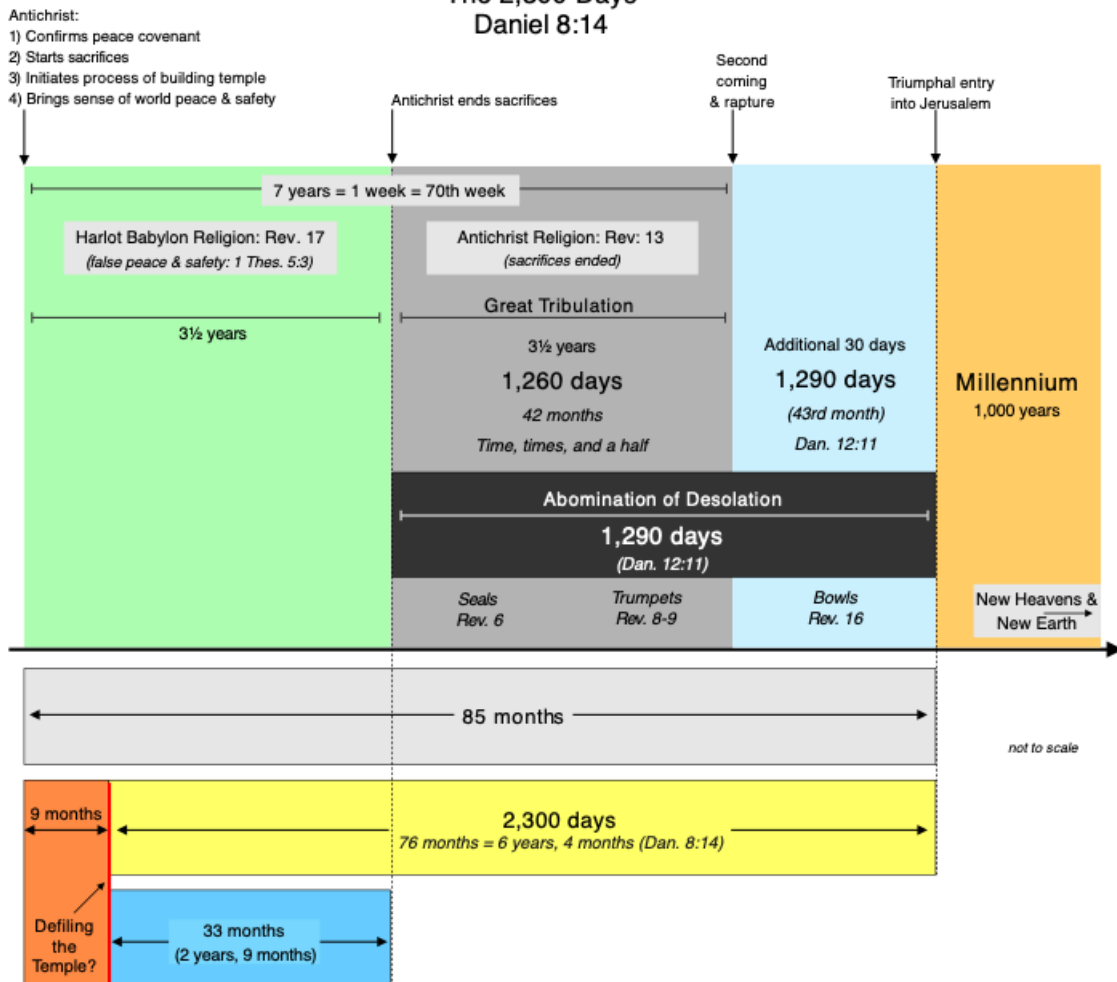 The 2,300 Days
Daniel 8:14
Antichrist:
1) Confirms peace covenant
2) Starts sacrifices
3) Initiates process of building temple
4) Brings sense of world peace & safety
Antichrist ends sacrifices
Second
coming
& rapture
Triumphal entry
into Jerusalem
7 years = 1 week = 70th week
Harlot Babylon Religion: Rev. 17
(false peace & safety: 1 Thes. 5:3)
3½ years
Antichrist Religion: Rev: 13
(sacrifices ended)
Great Tribulation
3½ years
1,260 days
42 months
Time, times, and a half
Additional 30 days
1,290 days
(43rd month)
Dan. 12:11
Millennium
1,000 years
Abomination of Desolation
1,290 days
(Dan. 12:11)
Seals
Rev. 6
Trumpets
Rev. 8-9
Bowls
Rev. 16
New Heavens &
New Earth
85 months
not to scale
9 months
2,300 days
76 months = 6 years, 4 months (Dan. 8:14)
Defiling
the
Temple?
33 months
(2 years, 9 months)